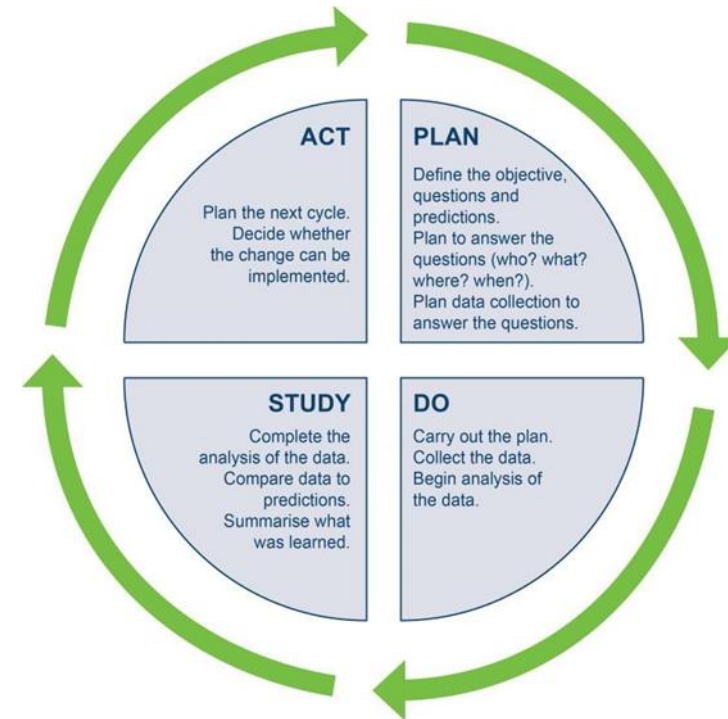 ACT
Plan the next cycle.
Decide whether
the change can be
implemented.
PLAN
Define the objective,
questions and
predictions.
Plan to answer the
questions (who? what?
where? when?).
Plan data collection to
answer the questions.
STUDY
Complete the
analysis of the data.
Compare data to
predictions.
Summarise what
was learned.
DO
Carry out the plan.
Collect the data.
Begin analysis of
the data.